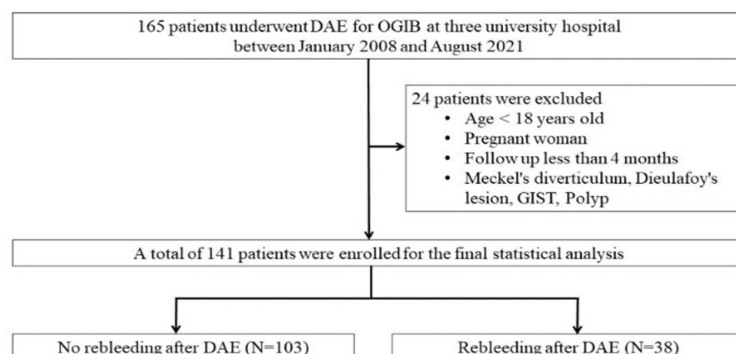 165 patients underwent DAE for OGIB at three university hospital
between January 2008 and August 2021
24 patients were excluded
• Age < 18 years old
• Pregnant woman
• Follow up less than 4 months
• Meckel's diverticulum, Dieulafoy's
lesion, GIST, Polyp
A total of 141 patients were enrolled for the final statistical analysis
No rebleeding after DAE (N=103)
Rebleeding after DAE (N=38)